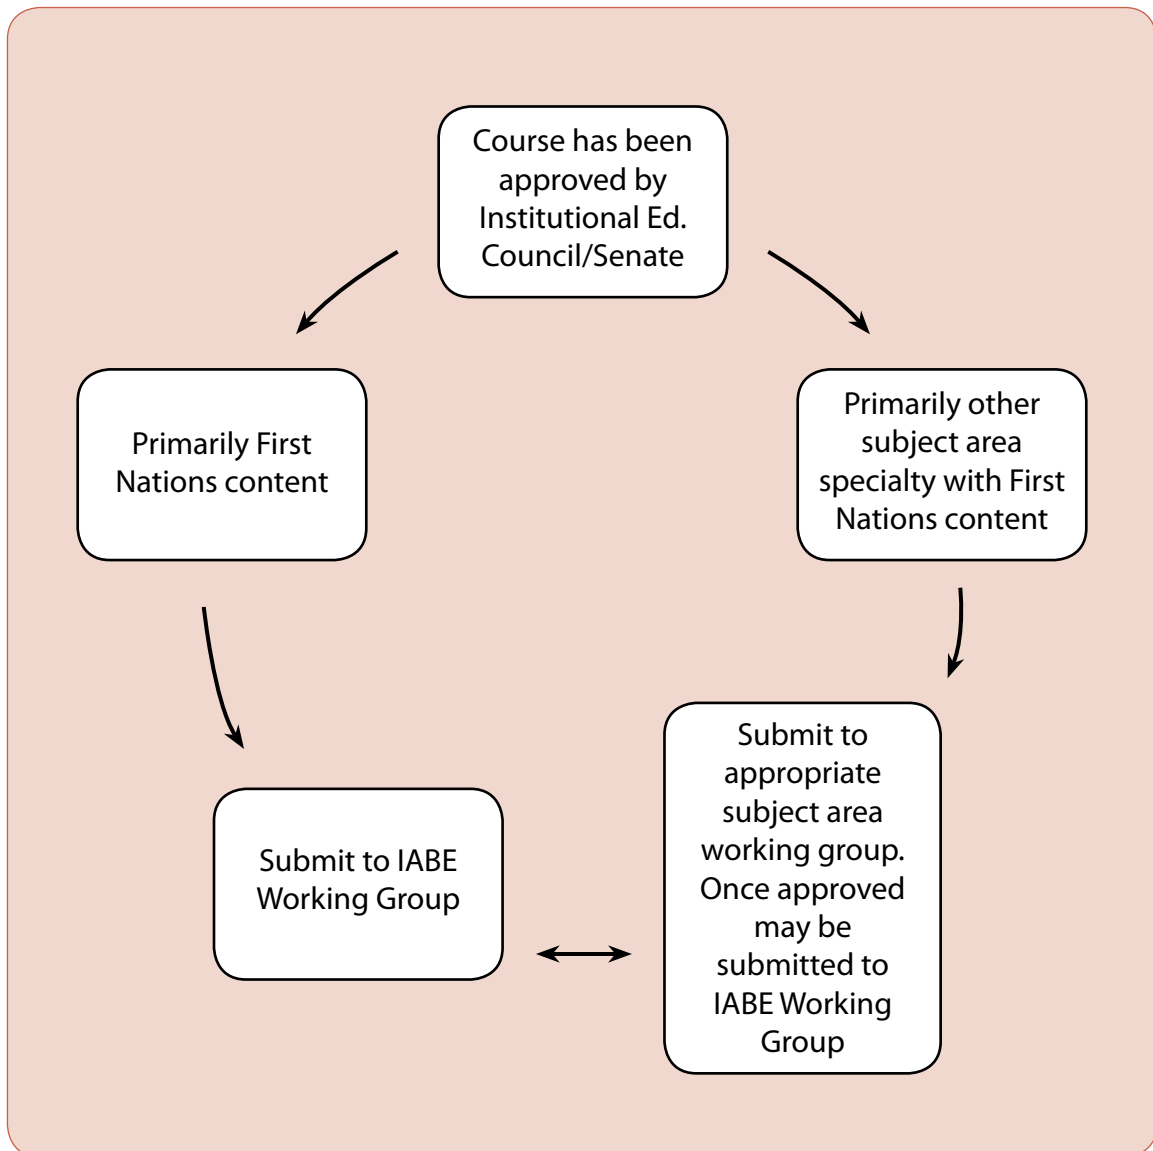 Course has been
approved by
Institutional Ed.
Council/Senate
Primarily First
Nations content
Primarily other
subject area
specialty with First
Nations content
Submit to IABE
Working Group
Submit to
appropriate
subject area
working group.
Once approved
may be
submitted to
IABE Working
Group